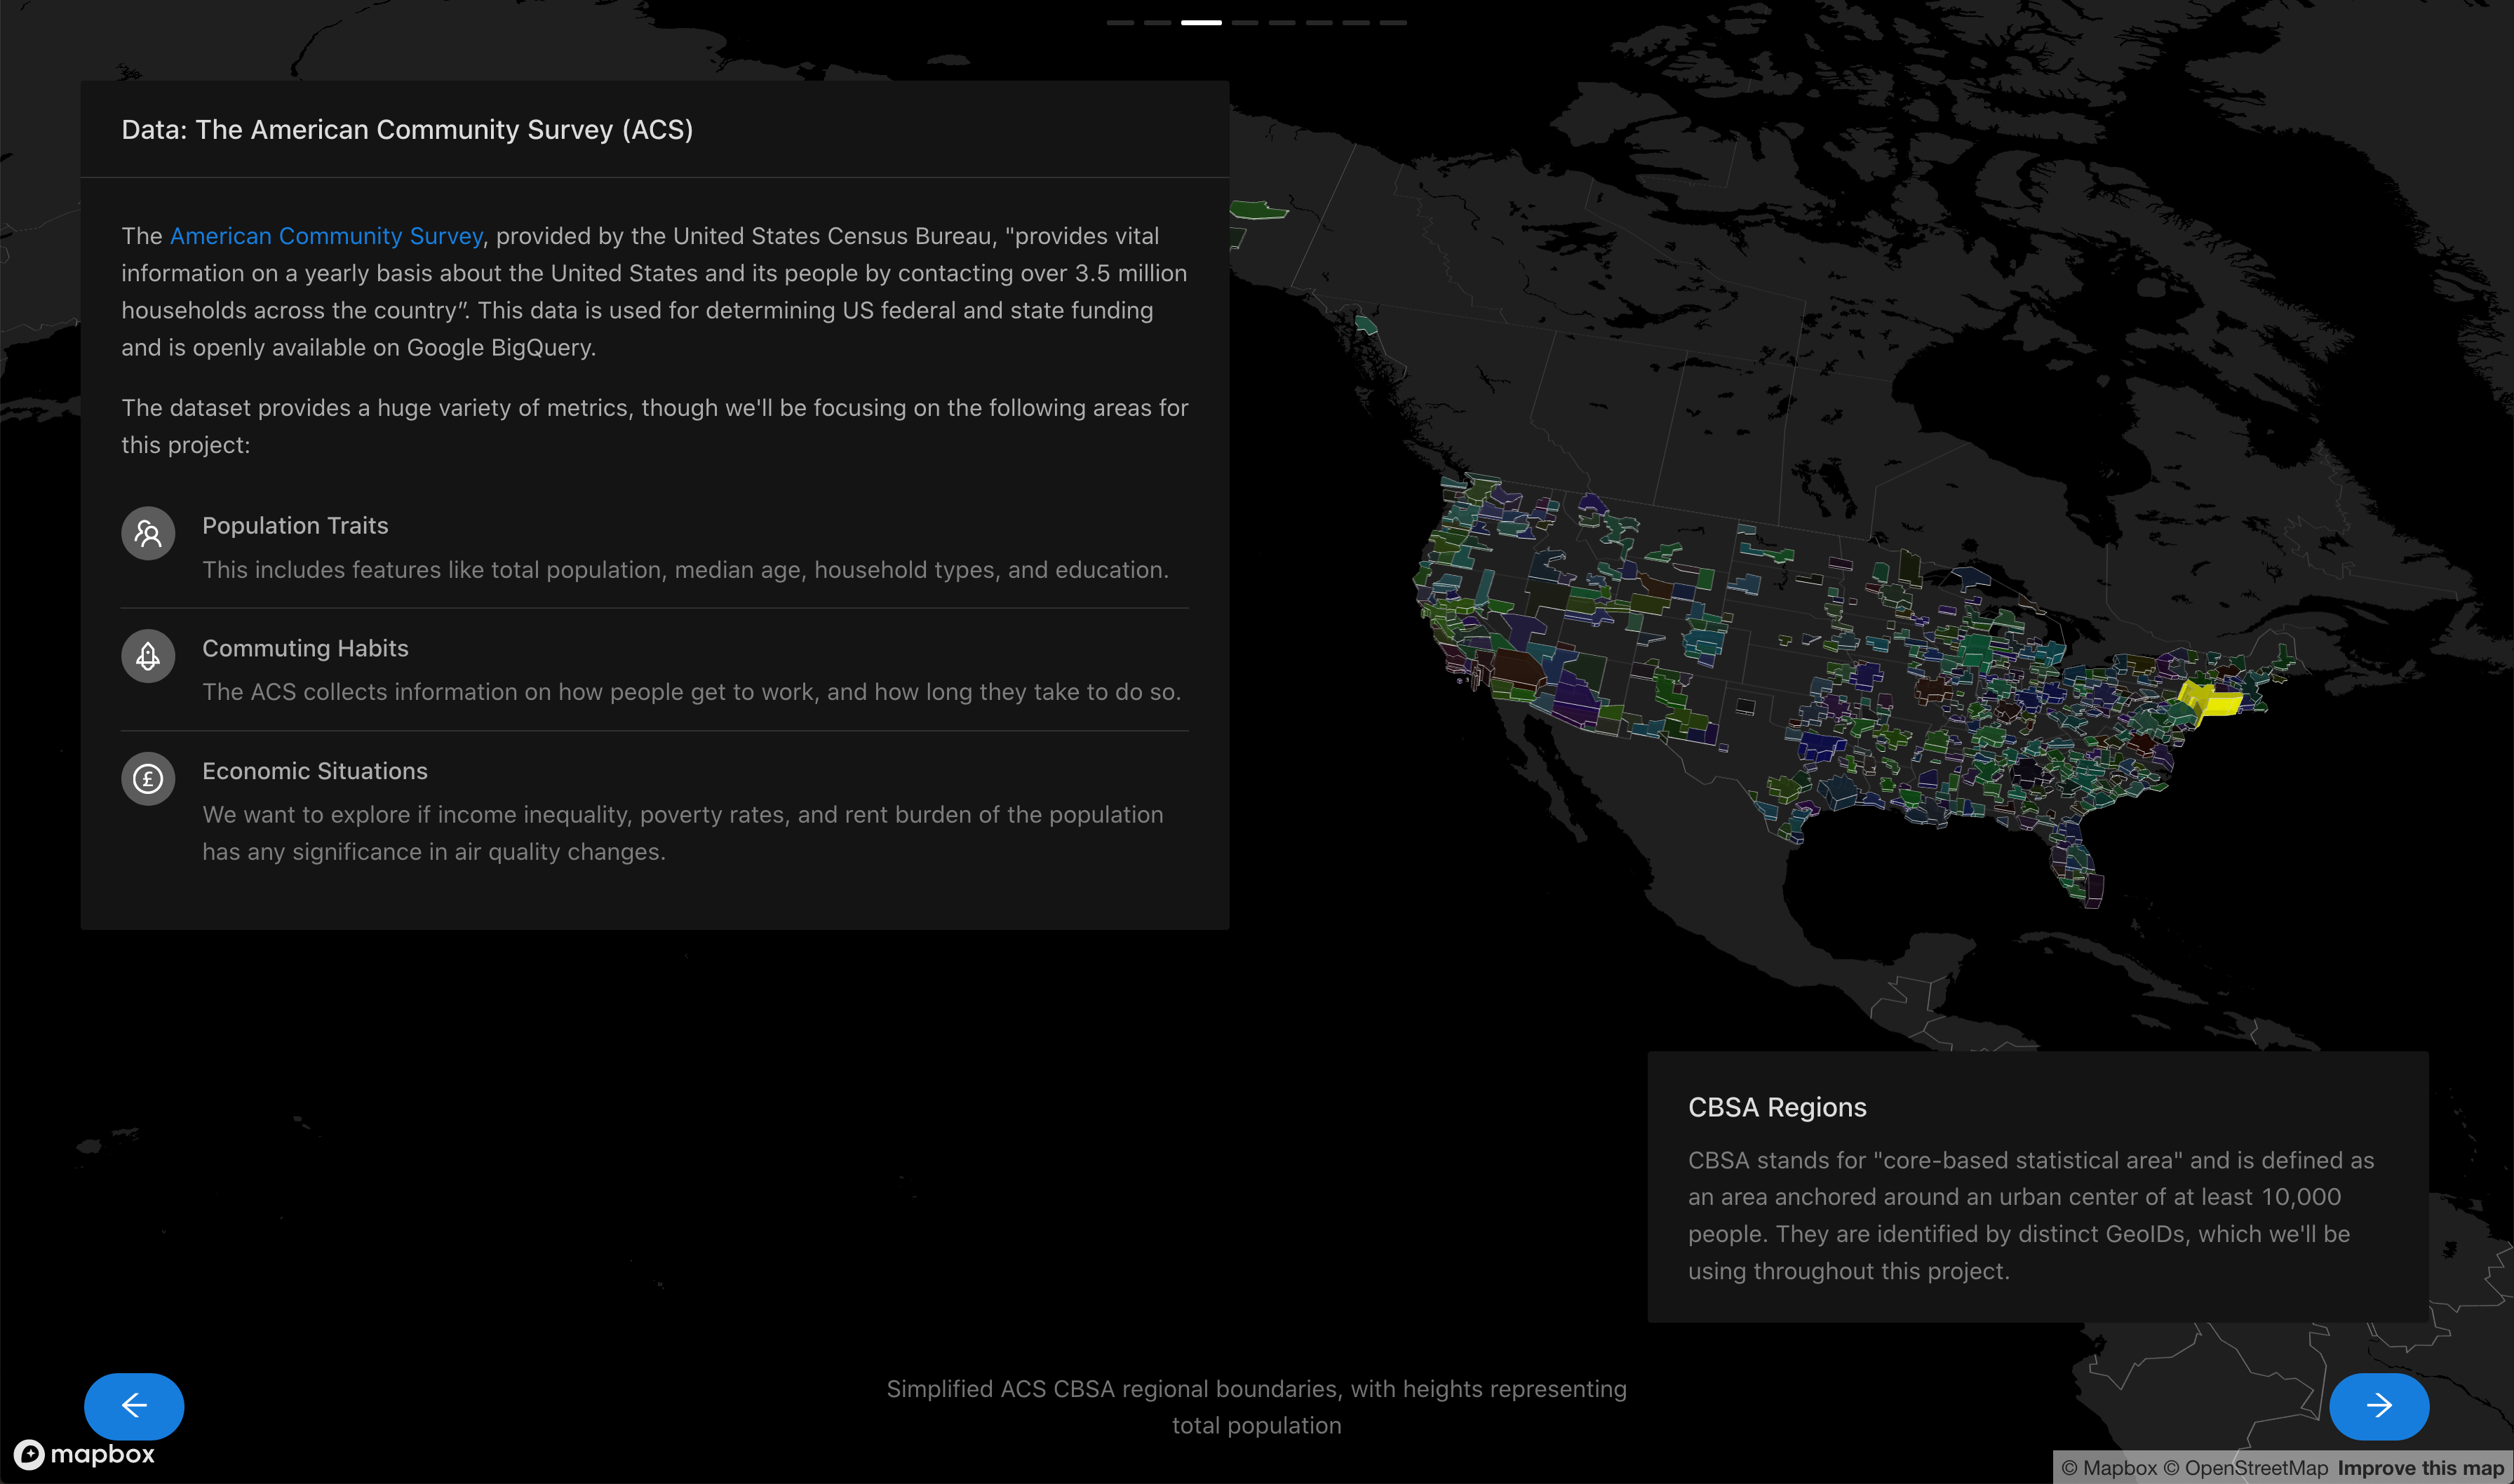 Data: The American Community Survey (ACS)
The American Community Survey, provided by the United States Census Bureau, "provides vital
information on a yearly basis about the United States and its people by contacting over 3.5 million
households across the country”. This data is used for determining US federal and state funding
and is openly available on Google BigQuery.
The dataset provides a huge variety of metrics, though we'll be focusing on the following areas for
this project:
Population Traits
This includes features like total population, median age, household types, and education.
Commuting Habits
The ACS collects information on how people get to work, and how long they take to do so.
£
Economic Situations
We want to explore if income inequality, poverty rates, and rent burden of the population
has any significance in air quality changes.
CBSA Regions
CBSA stands for "core-based statistical area" and is defined as
an area anchored around an urban center of at least 10,000
people. They are identified by distinct GeoIDs, which we'll be
using throughout this project.
Simplified ACS CBSA regional boundaries, with heights representing
total population
mapbox
© Mapbox © OpenStreetMap Improve this map